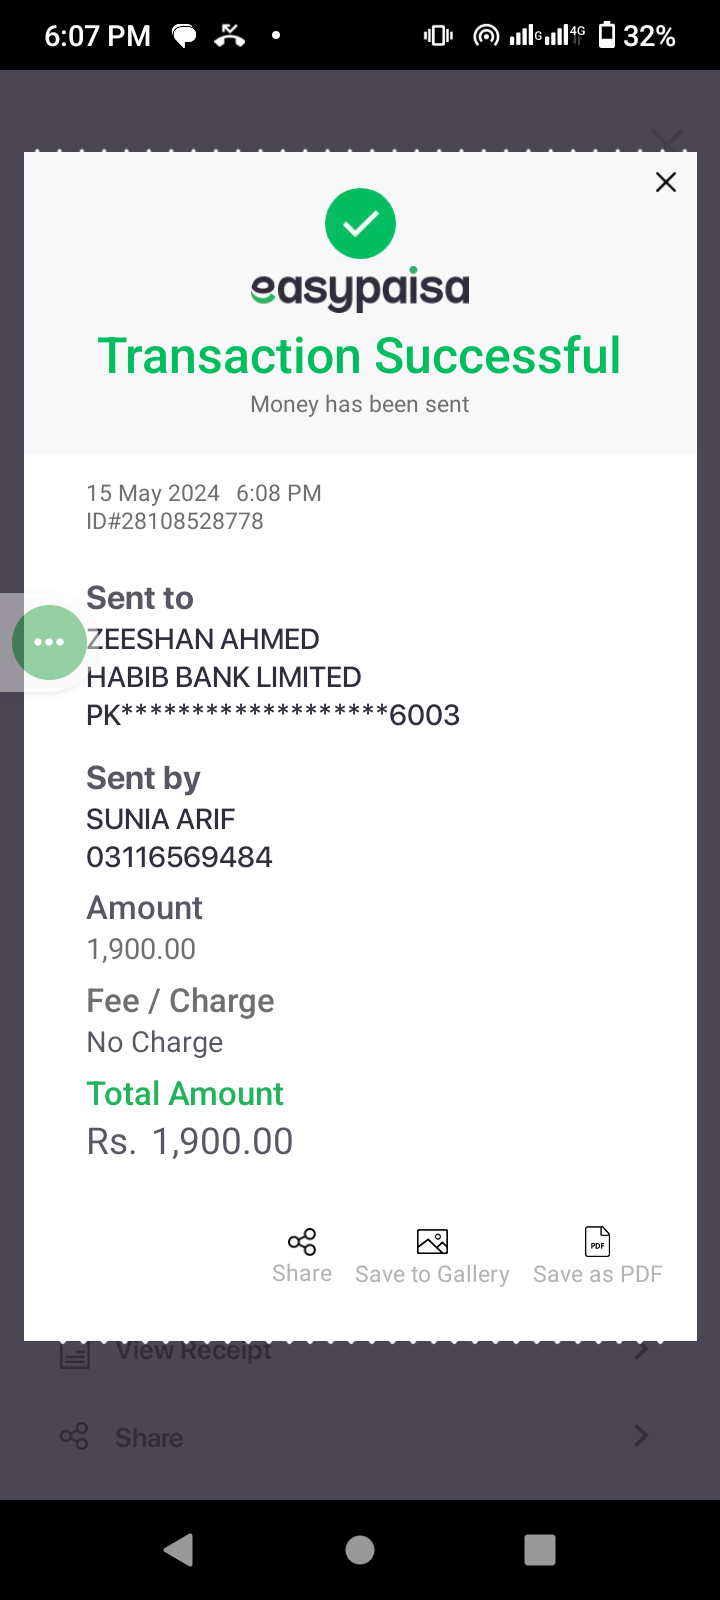 6:07 PM
G 4G 32%
easypaisa
Transaction Successful
Money has been sent
15 May 2024 6:08 PM
ID#28108528778
Sent to
ZEESHAN AHMED
HABIB BANK LIMITED
PK*******************6003
Sent by
SUNIA ARIF
03116569484
Amount
1,900.00
Fee / Charge
No Charge
Total Amount
Rs. 1,900.00
PDF
Share Save to Gallery Save as PDF
View Receipt
Share